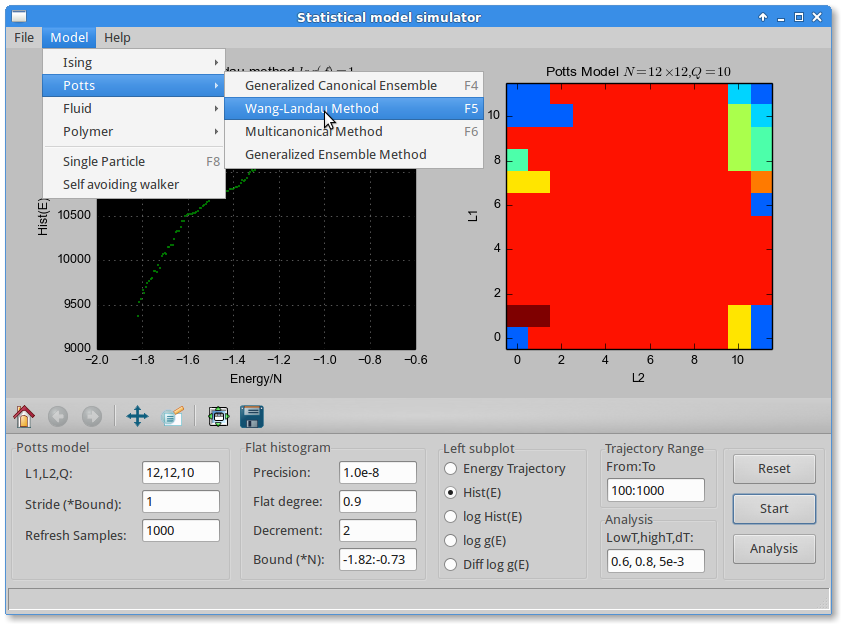 Statistical model simulator
File Model Help
Ising
Potts
Fluid
Polymer
Single Particle F8
Self avoiding walker
Generalized Canonical Ensemble F4
Wang-Landau Method F5
Multicanonical Method F6
Generalized Ensemble Method
Potts Model N=12×12,Q=10
Hist(E)
10500
10000
9500
9000
−2.0 −1.8 −1.6 −1.4 −1.2 −1.0 −0.8 −0.6
Energy/N
L1
10
8
6
4
2
0
0 2 4 6 8 10
L2
Potts model
L1,L2,Q: 12,12,10
Stride (*Bound): 1
Refresh Samples: 1000
Flat histogram
Precision: 1.0e-8
Flat degree: 0.9
Decrement: 2
Bound (*N): -1.82:-0.73
Left subplot
Energy Trajectory
Hist(E)
log Hist(E)
log g(E)
Diff log g(E)
Trajectory Range
From:To
100:1000
Analysis
LowT,highT,dT:
0.6, 0.8, 5e-3
Reset
Start
Analysis